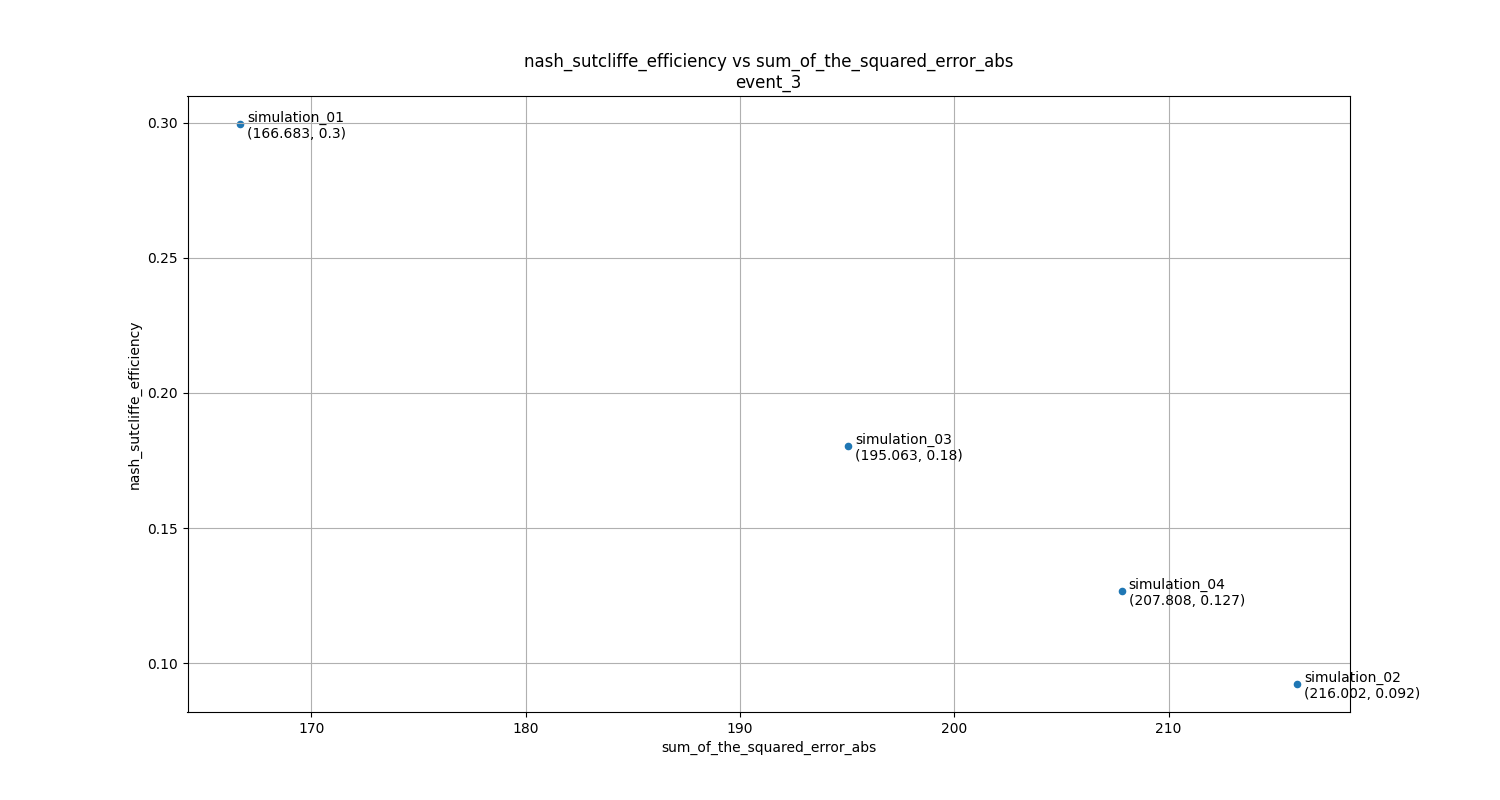 nash_sutcliffe_efficiency vs sum_of_the_squared_error_abs
event_3
0.30
0.25
0.20
0.15
0.10
nash_sutcliffe_efficiency
simulation_01
(166.683, 0.3)
simulation_03
(195.063, 0.18)
simulation_04
(207.808, 0.127)
simulation_02
(216.002, 0.092)
170
180
190
200
210
sum_of_the_squared_error_abs